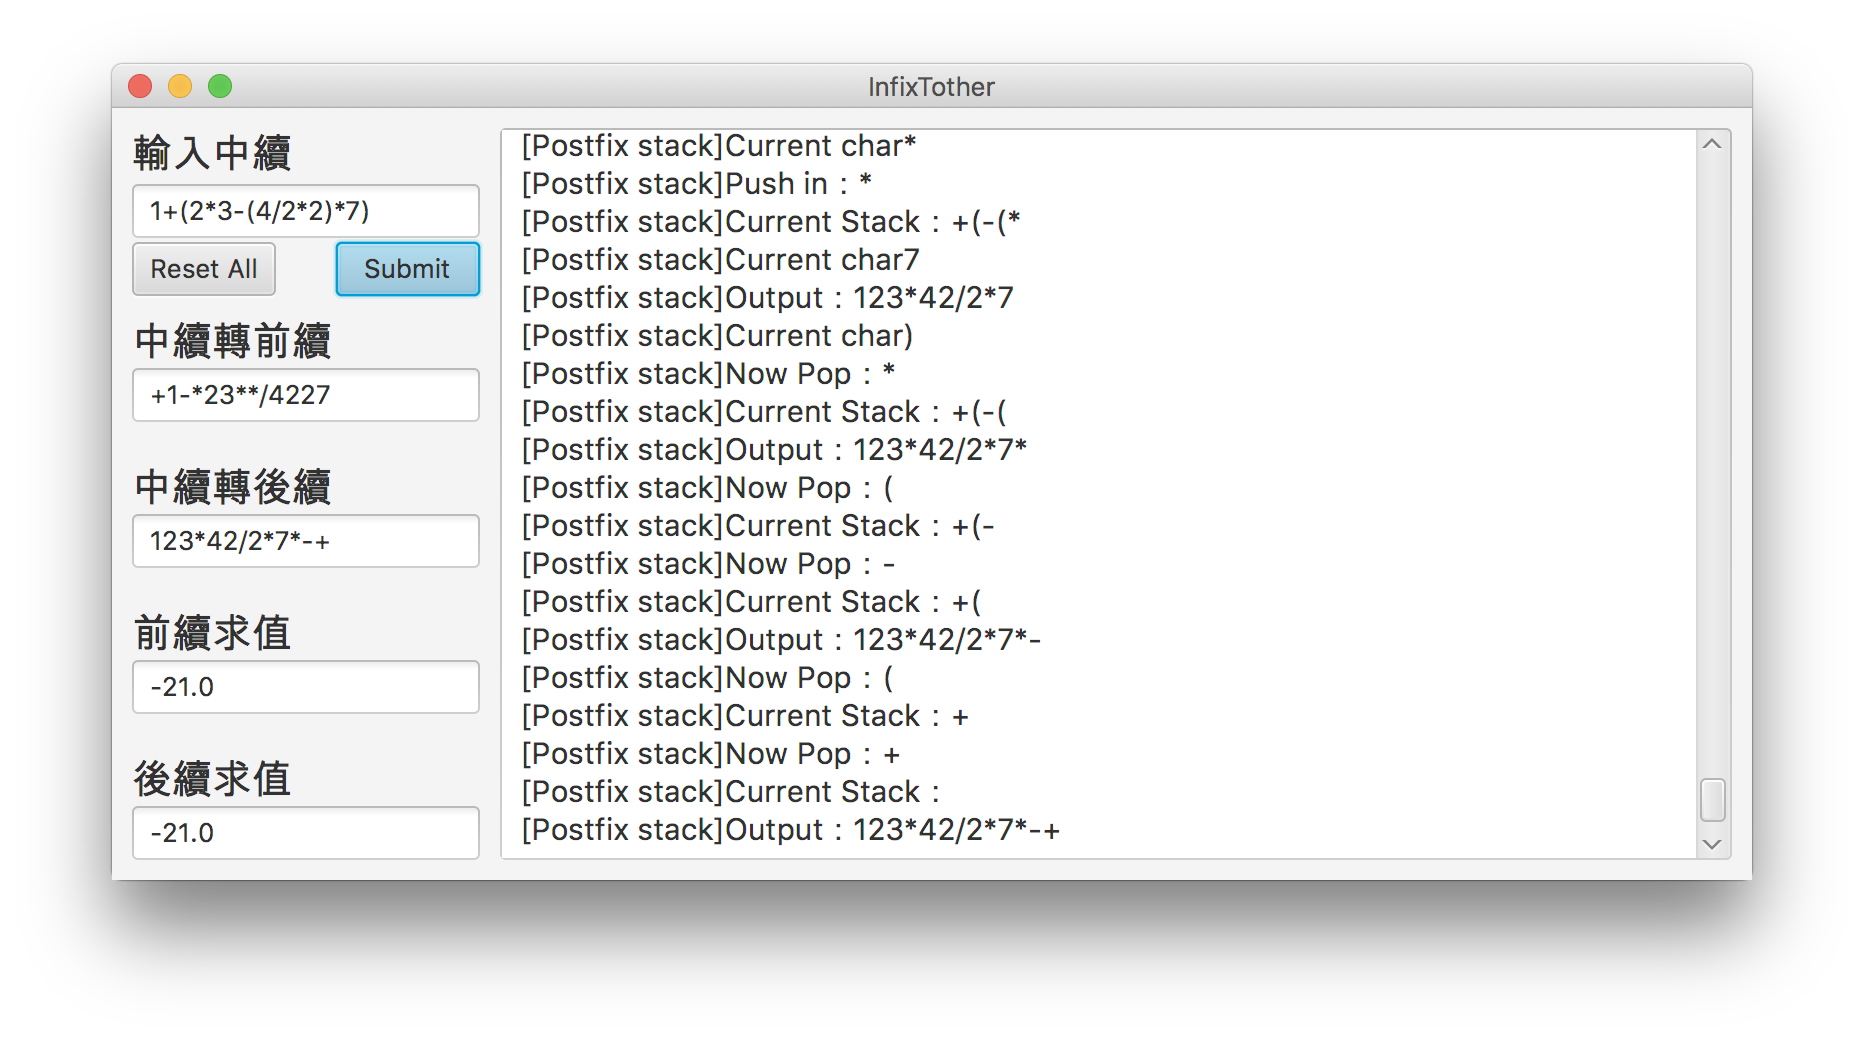 InfixTother
輸入中續
1+(2*3-(4/2*2)*7)
Reset All
Submit
中續轉前續
+1-*23**/4227
中續轉後續
123*42/2*7*-+
前續求值
-21.0
後續求值
-21.0
[Postfix stack]Current char*
[Postfix stack]Push in：*
[Postfix stack]Current Stack：+(-(*
[Postfix stack]Current char7
[Postfix stack]Output：123*42/2*7
[Postfix stack]Current char)
[Postfix stack]Now Pop：*
[Postfix stack]Current Stack：+(-(
[Postfix stack]Output：123*42/2*7*
[Postfix stack]Now Pop：(
[Postfix stack]Current Stack：+(-
[Postfix stack]Now Pop：-
[Postfix stack]Current Stack：+(
[Postfix stack]Output：123*42/2*7*-
[Postfix stack]Now Pop：(
[Postfix stack]Current Stack：+
[Postfix stack]Now Pop：+
[Postfix stack]Current Stack：
[Postfix stack]Output：123*42/2*7*-+